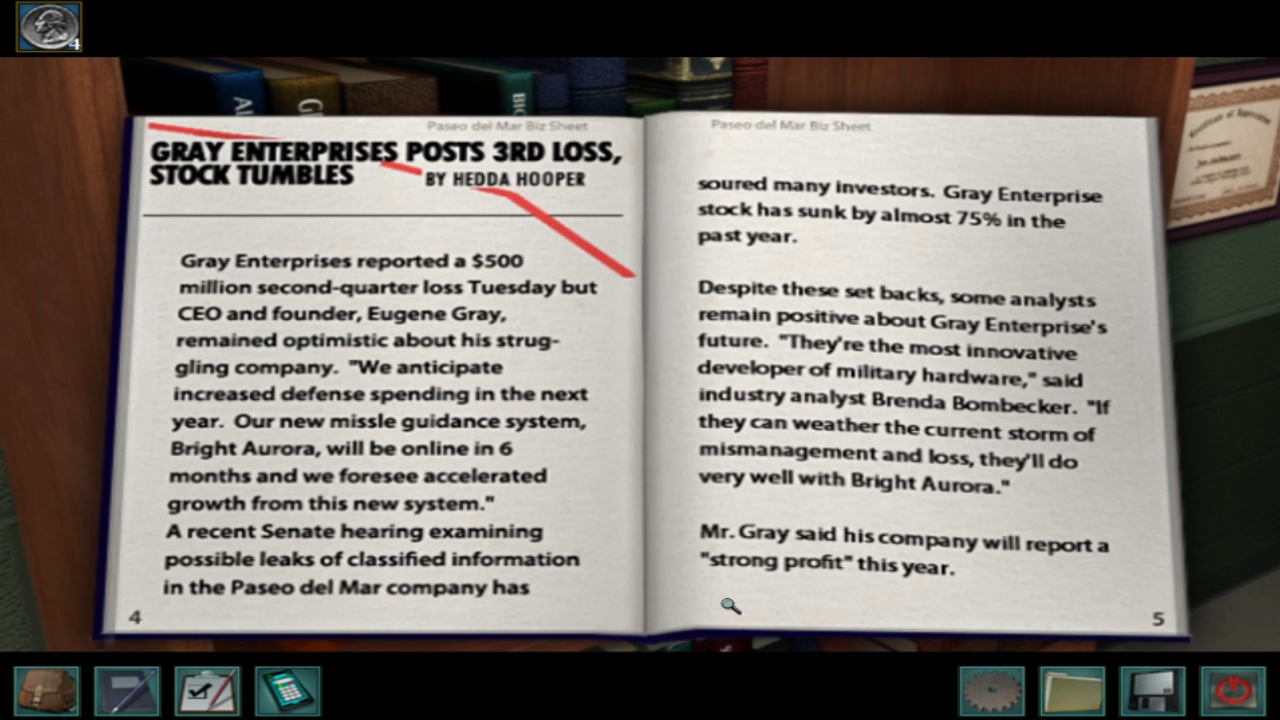 4
A
G
BIO
Paseo del Mar Biz Sheet
GRAY ENTERPRISES POSTS 3RD LOSS,
STOCK TUMBLES
BY HEDDA HOOPER
Gray Enterprises reported a $500
million second-quarter loss Tuesday but
CEO and founder, Eugene Gray,
remained optimistic about his strug-
gling company. "We anticipate
increased defense spending in the next
year. Our new missle guidance system,
Bright Aurora, will be online in 6
months and we foresee accelerated
growth from this new system."
A recent Senate hearing examining
possible leaks of classified information
in the Paseo del Mar company has
4
Paseo del Mar Biz Sheet
soured many investors. Gray Enterprise
stock has sunk by almost 75% in the
past year.
Despite these set backs, some analysts
remain positive about Gray Enterprise's
future. "They're the most innovative
developer of military hardware," said
industry analyst Brenda Bombecker. "If
they can weather the current storm of
mismanagement and loss, they'll do
very well with Bright Aurora."
Mr. Gray said his company will report a
"strong profit" this year.
5